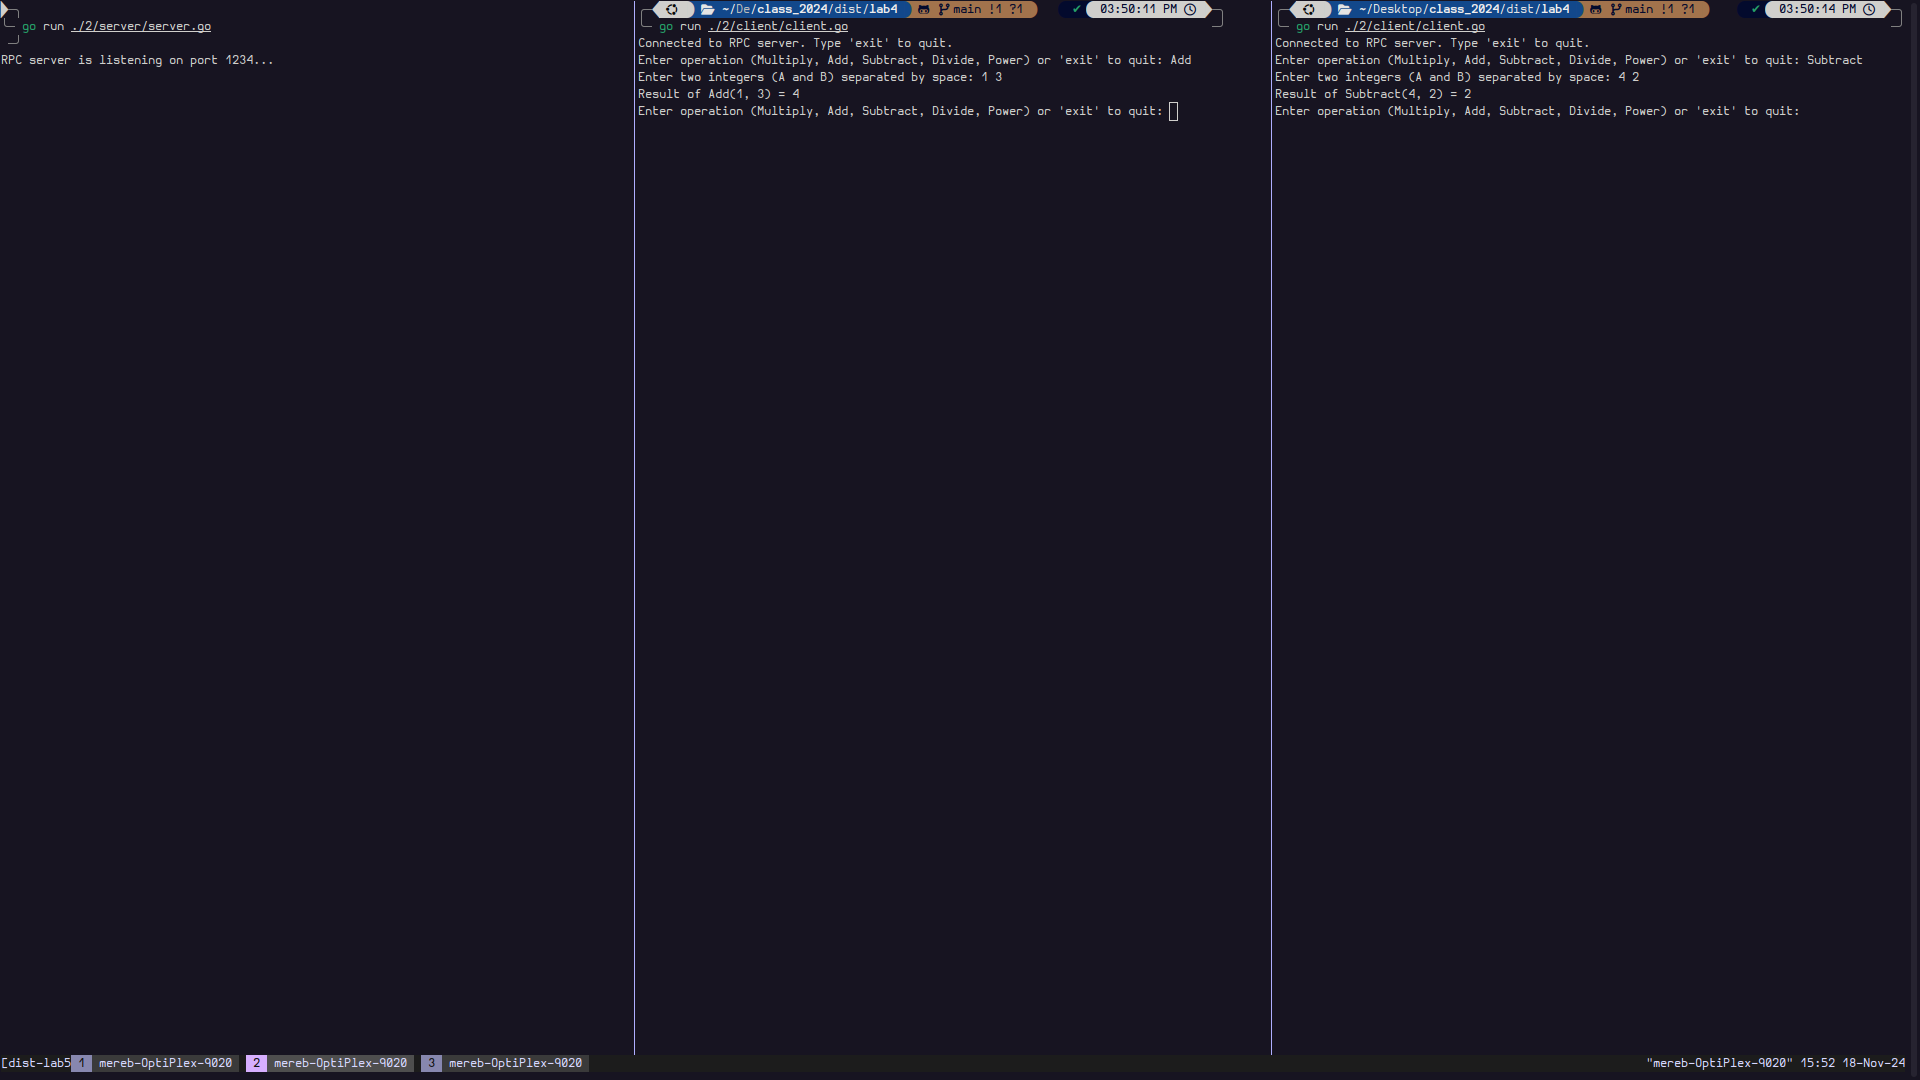 go run ./2/server/server.go
RPC server is listening on port 1234...
~/De/class_2024/dist/lab4 main !1 ?1 ✔ 03:50:11 PM
go run ./2/client/client.go
Connected to RPC server. Type 'exit' to quit.
Enter operation (Multiply, Add, Subtract, Divide, Power) or 'exit' to quit: Add
Enter two integers (A and B) separated by space: 1 3
Result of Add(1, 3) = 4
Enter operation (Multiply, Add, Subtract, Divide, Power) or 'exit' to quit:
~/Desktop/class_2024/dist/lab4 main !1 ?1 ✔ 03:50:14 PM
go run ./2/client/client.go
Connected to RPC server. Type 'exit' to quit.
Enter operation (Multiply, Add, Subtract, Divide, Power) or 'exit' to quit: Subtract
Enter two integers (A and B) separated by space: 4 2
Result of Subtract(4, 2) = 2
Enter operation (Multiply, Add, Subtract, Divide, Power) or 'exit' to quit:
[dist-lab5 1 mereb-OptiPlex-9020 2 mereb-OptiPlex-9020 3 mereb-OptiPlex-9020 "mereb-OptiPlex-9020" 15:52 18-Nov-24